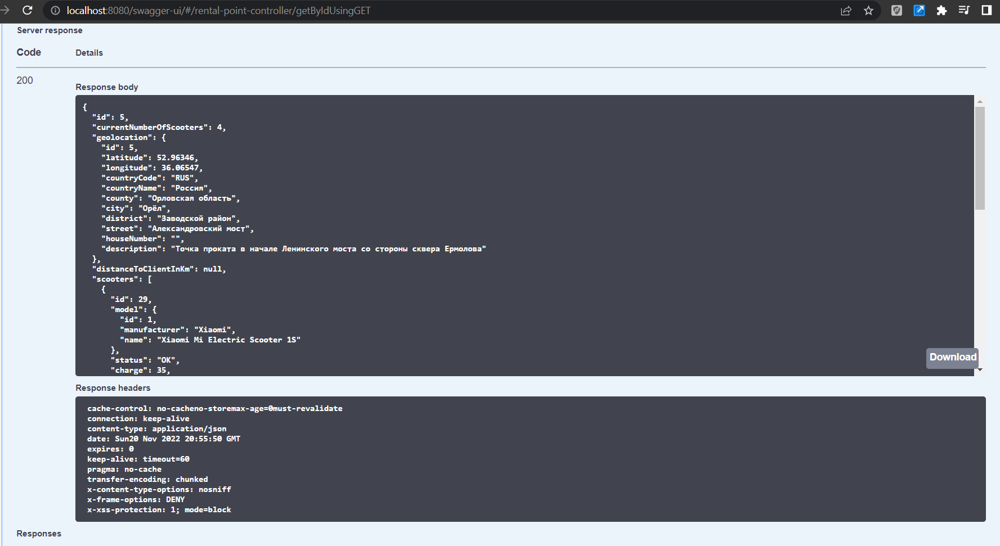 localhost:8080/swagger-ui/#/rental-point-controller/getByIdUsingGET
Server response
Code Details
200
Response body
{
  "id": 5,
  "currentNumberOfScooters": 4,
  "geolocation": {
    "id": 5,
    "latitude": 52.96346,
    "longitude": 36.06547,
    "countryCode": "RUS",
    "countryName": "Россия",
    "county": "Орловская область",
    "city": "Орёл",
    "district": "Заводской район",
    "street": "Александровский мост",
    "houseNumber": "",
    "description": "Точка проката в начале Ленинского моста со стороны сквера Ермолова"
  },
  "distanceToClientInKm": null,
  "scooters": [
    {
      "id": 29,
      "model": {
        "id": 1,
        "manufacturer": "Xiaomi",
        "name": "Xiaomi Mi Electric Scooter 1S"
      },
      "status": "OK",
      "charge": 35,
Download
Response headers
cache-control: no-cacheno-storemax-age=0must-revalidate
connection: keep-alive
content-type: application/json
date: Sun20 Nov 2022 20:55:50 GMT
expires: 0
keep-alive: timeout=60
pragma: no-cache
transfer-encoding: chunked
x-content-type-options: nosniff
x-frame-options: DENY
x-xss-protection: 1; mode=block
Responses